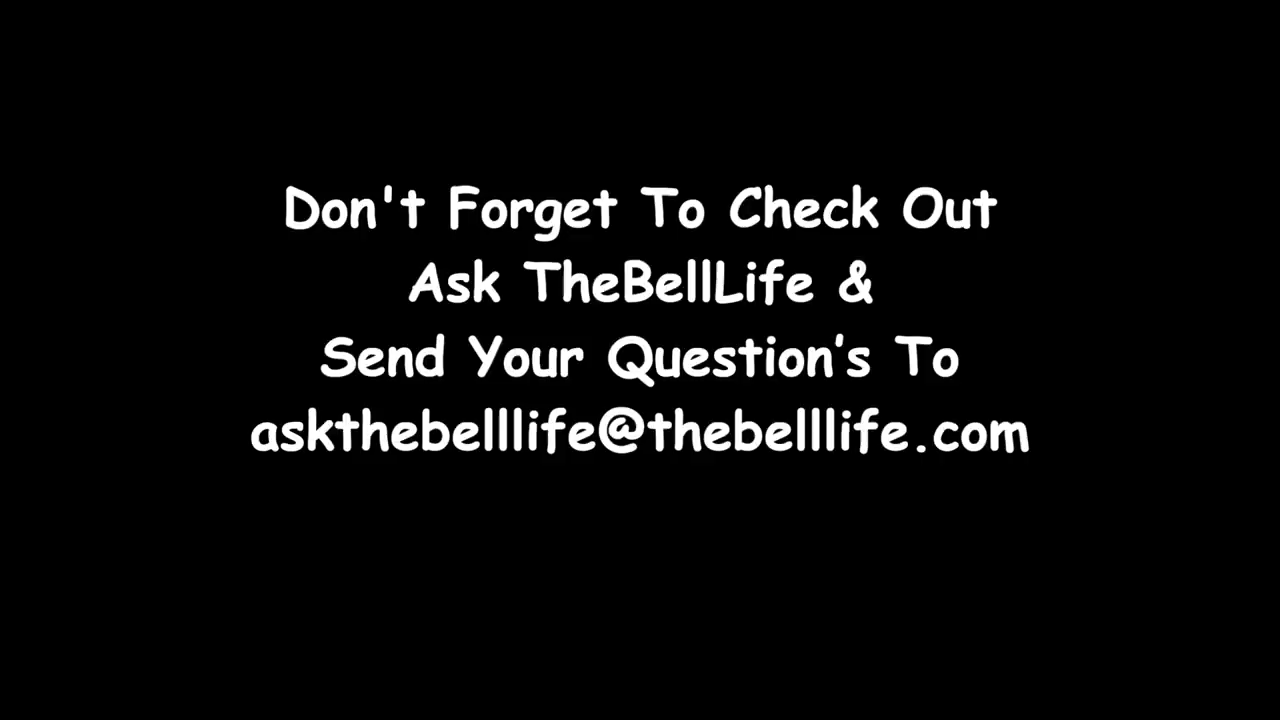 Don't Forget To Check Out
Ask TheBellLife &
Send Your Question’s To
askthebelllife@thebelllife.com